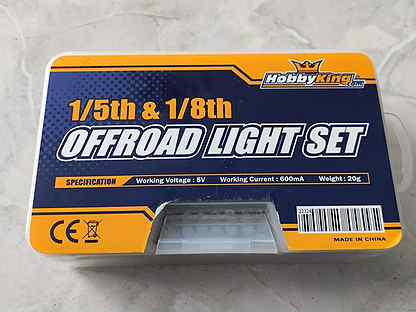 HobbyKing.com
1/5th & 1/8th
OFFROAD LIGHT SET
SPECIFICATION Working Voltage : 5V Working Current : 600mA Weight : 20g
CE
MADE IN CHINA